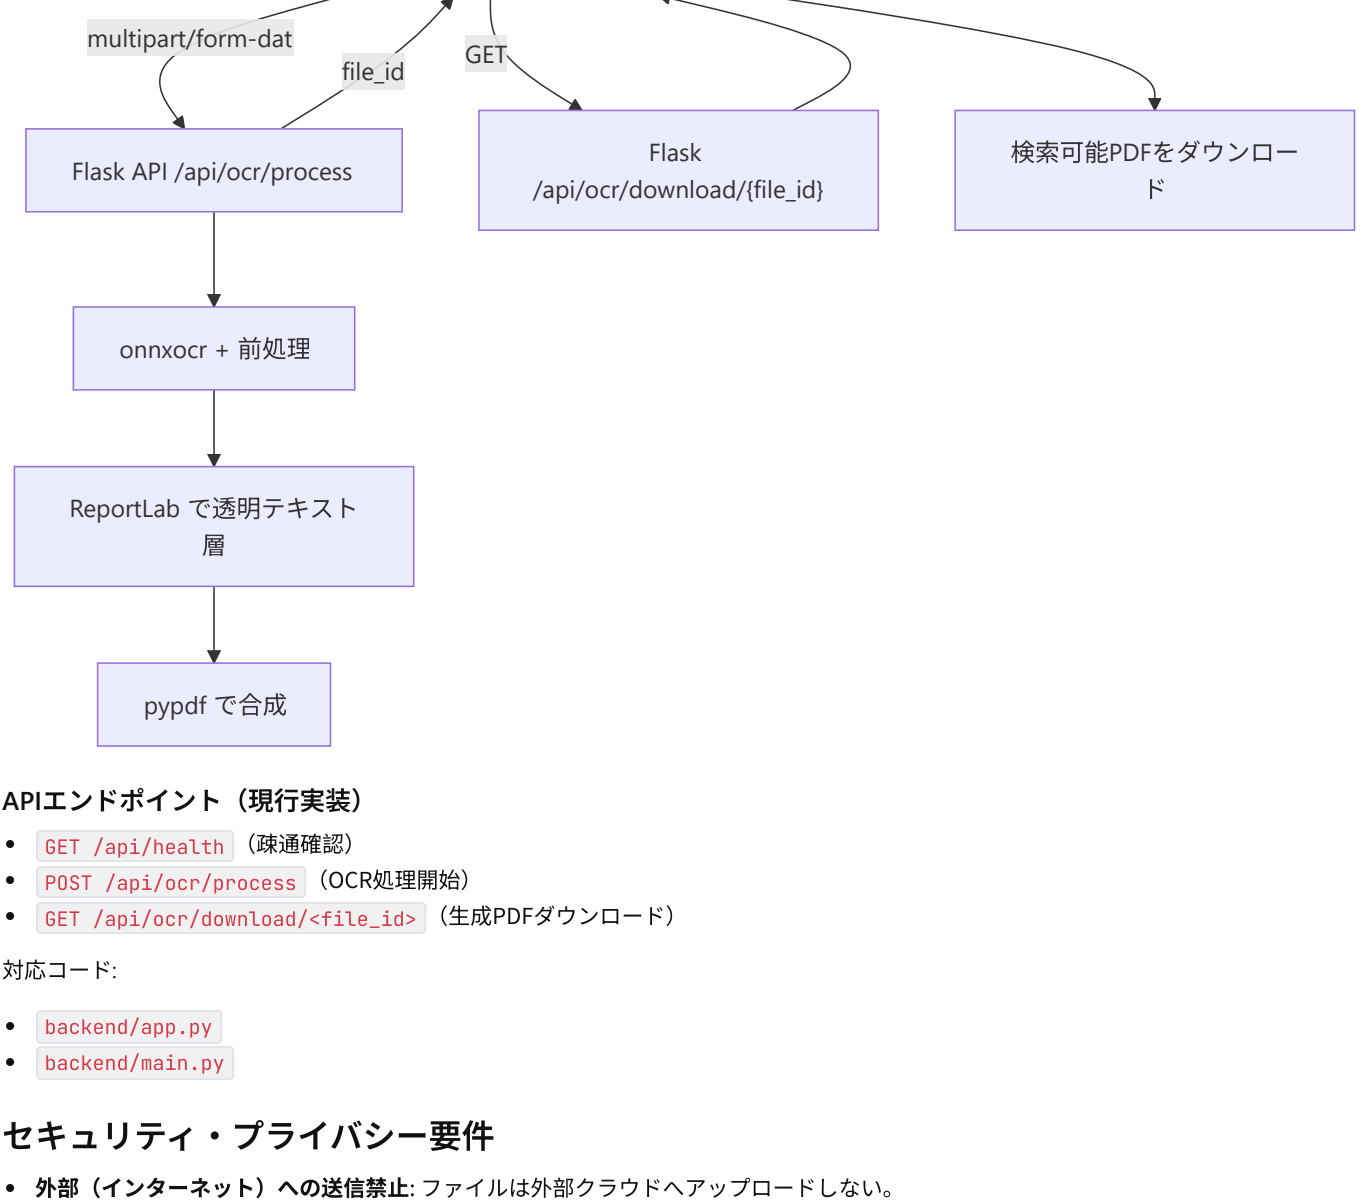 multipart/form-dat
file_id
GET
Flask API /api/ocr/process
Flask
/api/ocr/download/{file_id}
検索可能PDFをダウンロー
ド
onnxocr + 前処理
ReportLab で透明テキスト
層
pypdf で合成
APIエンドポイント（現行実装）
• GET /api/health（疎通確認）
• POST /api/ocr/process（OCR処理開始）
• GET /api/ocr/download/<file_id>（生成PDFダウンロード）
対応コード:
• backend/app.py
• backend/main.py
セキュリティ・プライバシー要件
• 外部（インターネット）への送信禁止: ファイルは外部クラウドへアップロードしない。